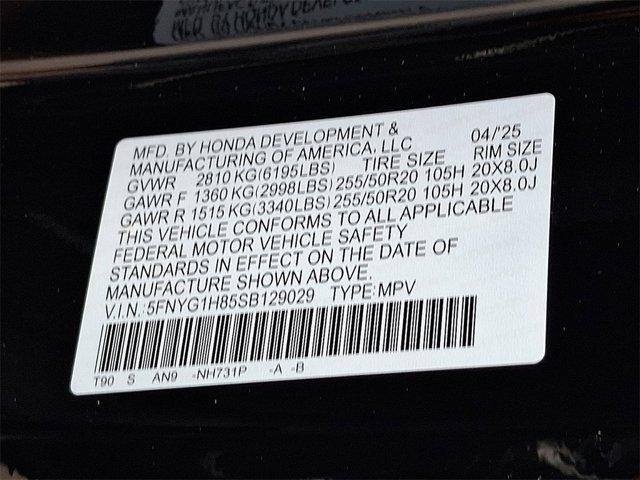 MFD. BY HONDA DEVELOPMENT &
MANUFACTURING OF AMERICA, LLC 04/'25
GVWR 2810 KG(6195LBS) TIRE SIZE RIM SIZE
GAWR F 1360 KG(2998LBS) 255/50R20 105H 20X8.0J
GAWR R 1515 KG(3340LBS) 255/50R20 105H 20X8.0J
THIS VEHICLE CONFORMS TO ALL APPLICABLE
FEDERAL MOTOR VEHICLE SAFETY
STANDARDS IN EFFECT ON THE DATE OF
MANUFACTURE SHOWN ABOVE.
V.I.N.:5FNYG1H85SB129029 TYPE:MPV
T90 S AN9 -NH731P -A -B